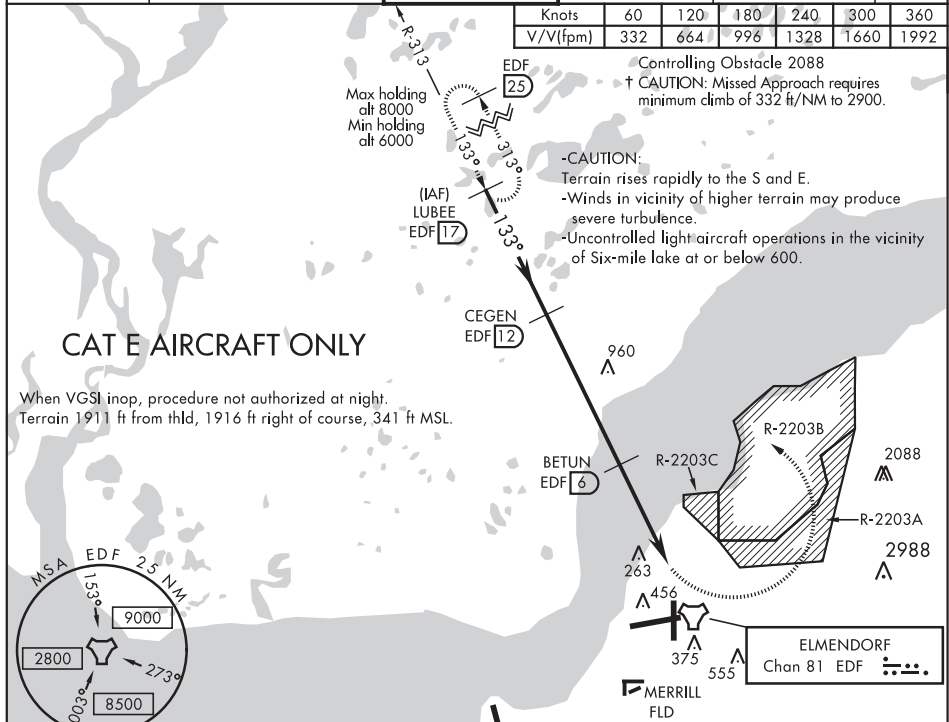 Knots 60 120 180 240 300 360
V/V(fpm) 332 664 996 1328 1660 1992
Controlling Obstacle 2088
† CAUTION: Missed Approach requires
minimum climb of 332 ft/NM to 2900.
R-313
EDF
25
Max holding
alt 8000
Min holding
alt 6000
133°
313°
-CAUTION:
Terrain rises rapidly to the S and E.
-Winds in vicinity of higher terrain may produce
severe turbulence.
-Uncontrolled light aircraft operations in the vicinity
of Six-mile lake at or below 600.
(IAF)
LUBEE
EDF 17
133°
CEGEN
EDF 12
CAT E AIRCRAFT ONLY
960
When VGSI inop, procedure not authorized at night.
Terrain 1911 ft from thld, 1916 ft right of course, 341 ft MSL.
R-2203B
BETUN
EDF 6
R-2203C
2088
R-2203A
2988
263
456
MSA EDF 25 NM
153°
9000
2800
273°
003°
8500
375
555
ELMENDORF
Chan 81 EDF
MERRILL
FLD